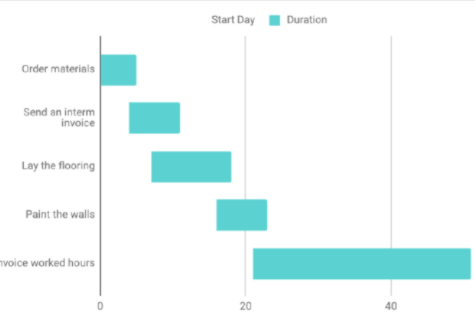 Start Day Duration
Order materials
Send an interm
invoice
Lay the flooring
Paint the walls
nvoice worked hours
0 20 40